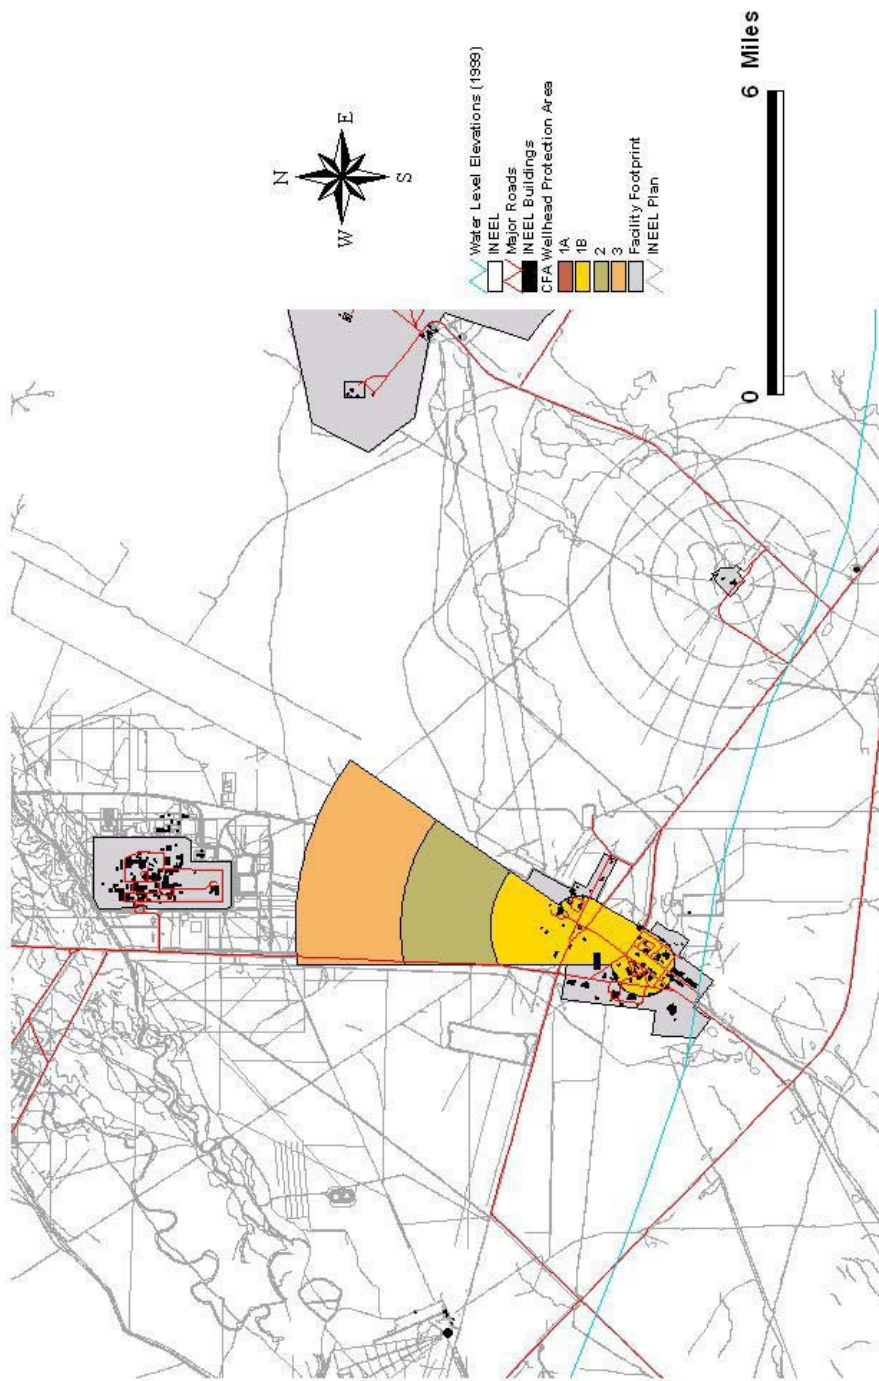 N
W
E
S
Water Level Elevations (1999)
INEEL
Major Roads
INEEL Buildings
CFA Wellhead Protection Area
1A
1B
2
3
Facility Footprint
INEEL Plan
0
6 Miles